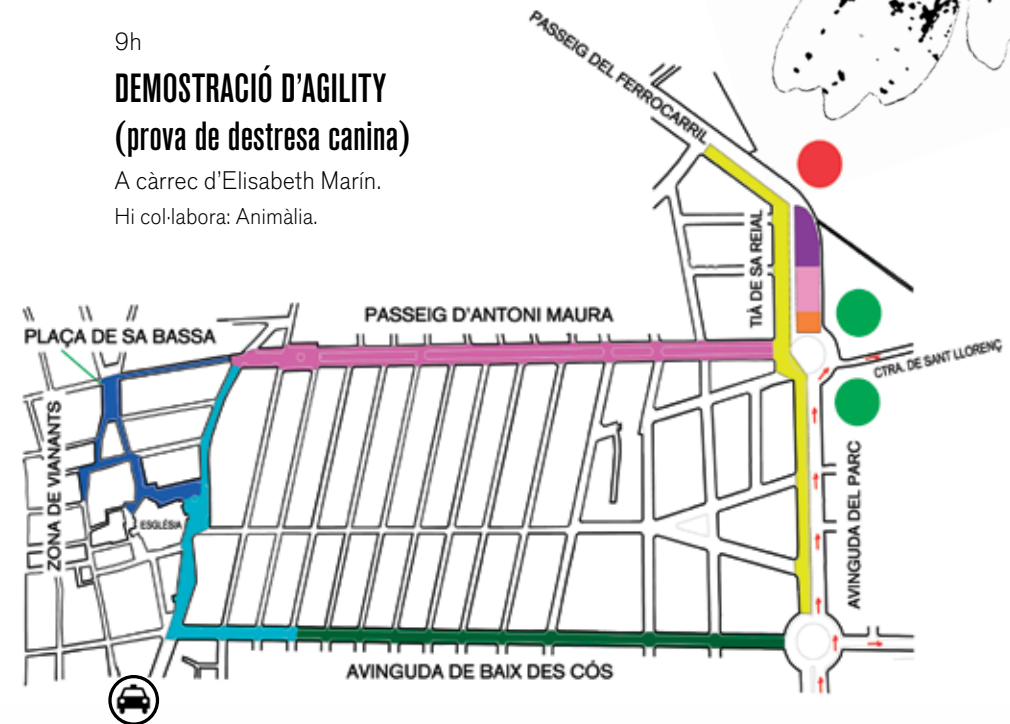 9h
DEMOSTRACIÓ D'AGILITY
(prova de destresa canina)
A càrrec d'Elisabeth Marín.
Hi col·labora: Animàlia.
PASSEIG DEL FERROCARRIL
TIÀ DE SA REIAL
PASSEIG D'ANTONI MAURA
PLAÇA DE SA BASSA
CTRA. DE SANT LLORENÇ
ZONA DE VIANANTS
ESGLÉSIA
AVINGUDA DEL PARC
AVINGUDA DE BAIX DES CÓS